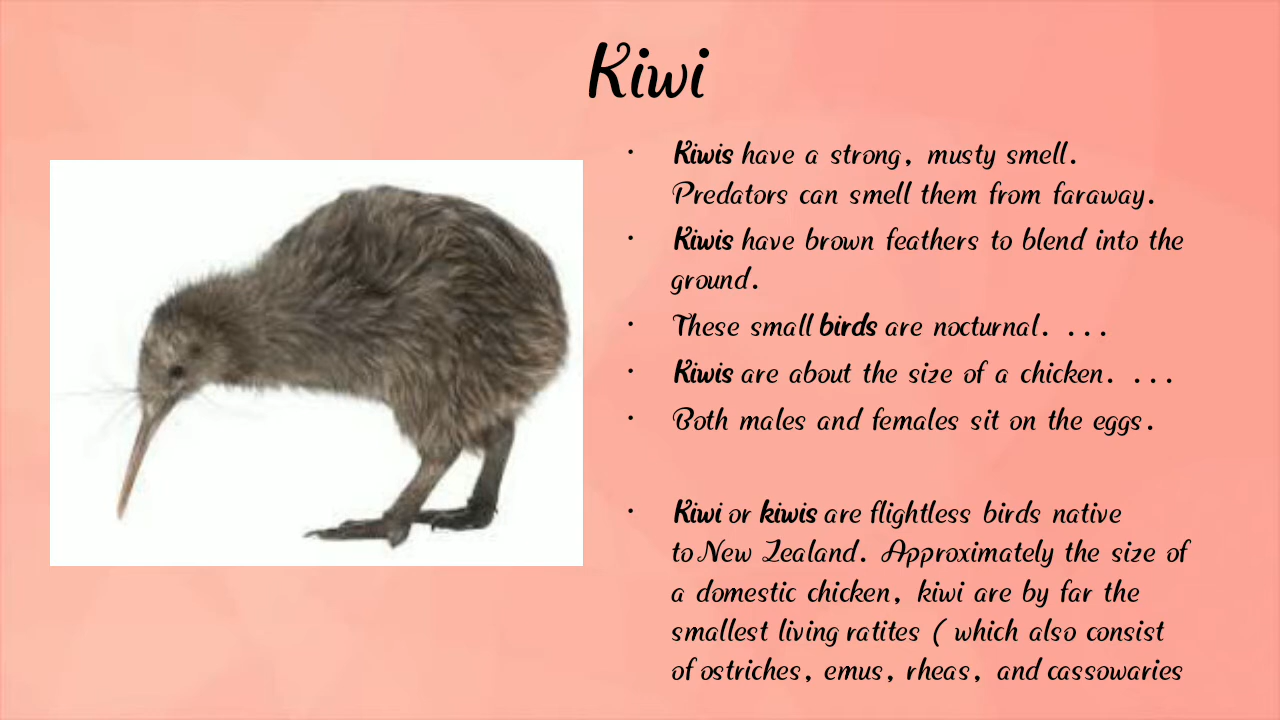 Kiwi
• Kiwis have a strong, musty smell.
Predators can smell them from faraway.
• Kiwis have brown feathers to blend into the
ground.
• These small birds are nocturnal. ...
• Kiwis are about the size of a chicken. ...
• Both males and females sit on the eggs.
• Kiwi or kiwis are flightless birds native
to New Zealand. Approximately the size of
a domestic chicken, kiwi are by far the
smallest living ratites ( which also consist
of ostriches, emus, rheas, and cassowaries